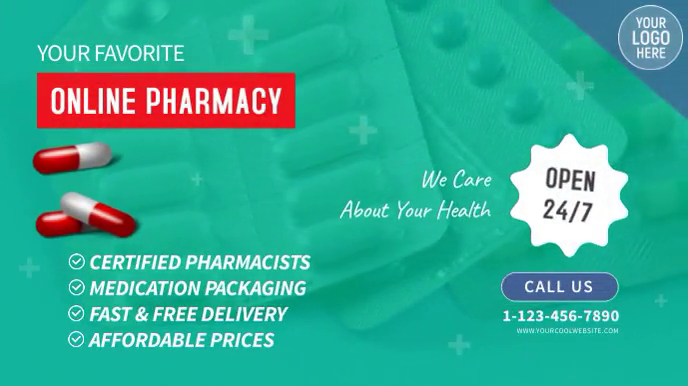 YOUR FAVORITE
ONLINE PHARMACY
YOUR
LOGO
HERE
We Care
About Your Health
OPEN
24/7
CERTIFIED PHARMACISTS
MEDICATION PACKAGING
FAST & FREE DELIVERY
AFFORDABLE PRICES
CALL US
1-123-456-7890
WWW.YOURCOOLWEBSITE.COM